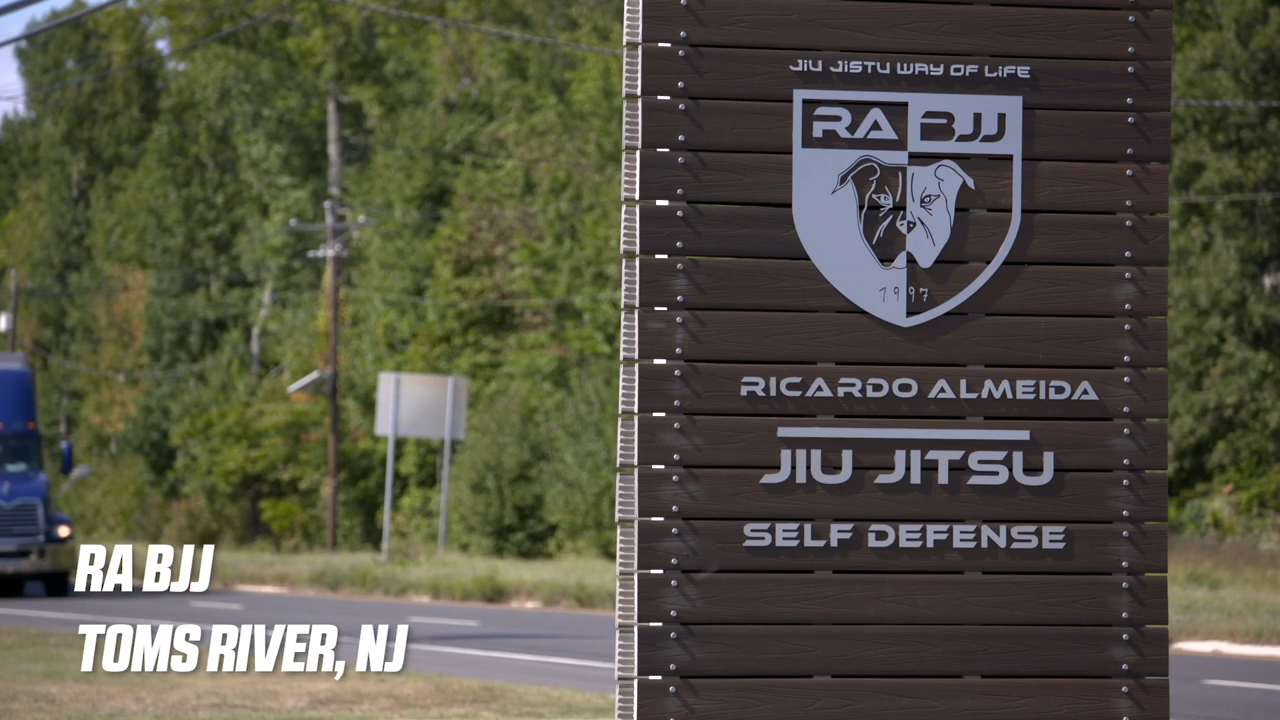 JIU JISTU WAY OF LIFE
RA BJJ
1997
RICARDO ALMEIDA
JIU JITSU
SELF DEFENSE
RA BJJ
TOMS RIVER, NJ